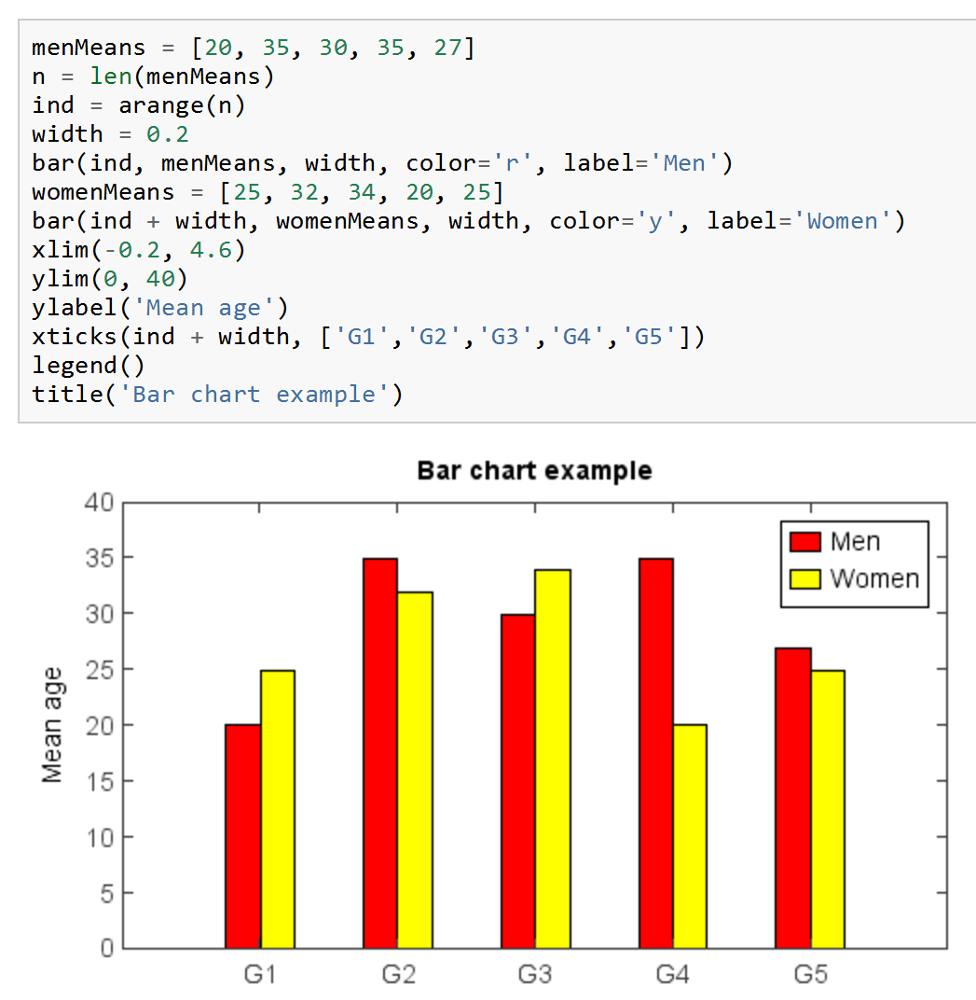 menMeans = [20, 35, 30, 35, 27]
n = len(menMeans)
ind = arange(n)
width = 0.2
bar(ind, menMeans, width, color='r', label='Men')
womenMeans = [25, 32, 34, 20, 25]
bar(ind + width, womenMeans, width, color='y', label='Women')
xlim(-0.2, 4.6)
ylim(0, 40)
ylabel('Mean age')
xticks(ind + width, ['G1','G2','G3','G4','G5'])
legend()
title('Bar chart example')
Bar chart example
40
35
30
25
20
15
10
5
0
Mean age
Men
Women
G1 G2 G3 G4 G5